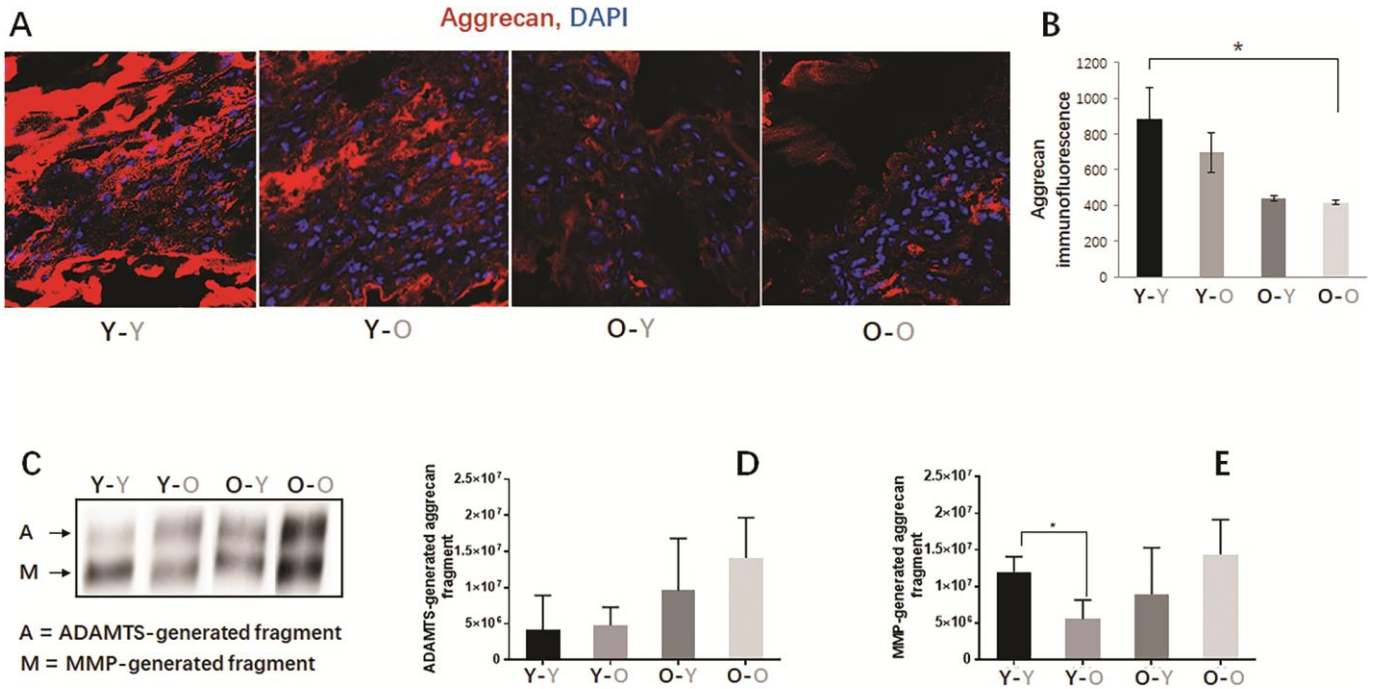 A
Aggrecan, DAPI
Y-Y
Y-O
O-Y
O-O
B
*
Aggrecan
immunofluorescence
1200
1000
800
600
400
200
0
Y-Y
Y-O
O-Y
O-O
C
Y-Y Y-O O-Y O-O
A →
M →
A = ADAMTS-generated fragment
M = MMP-generated fragment
D
ADAMTS-generated aggrecan
fragment
2.5×10⁷
2×10⁷
1.5×10⁷
1×10⁷
5×10⁶
0
Y-Y
Y-O
O-Y
O-O
E
*
MMP-generated aggrecan
fragment
2.5×10⁷
2×10⁷
1.5×10⁷
1×10⁷
5×10⁶
0
Y-Y
Y-O
O-Y
O-O